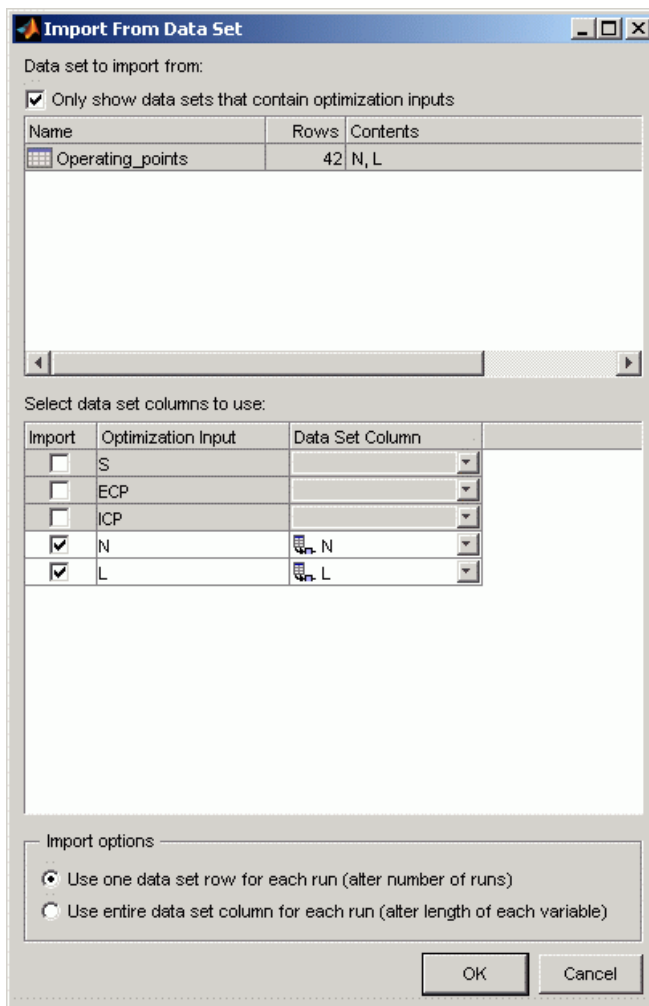 Import From Data Set
Data set to import from:
Only show data sets that contain optimization inputs
Name Rows Contents
Operating_points 42 N, L
Select data set columns to use:
Import Optimization Input Data Set Column
S
ECP
ICP
N N
L L
Import options
Use one data set row for each run (alter number of runs)
Use entire data set column for each run (alter length of each variable)
OK Cancel